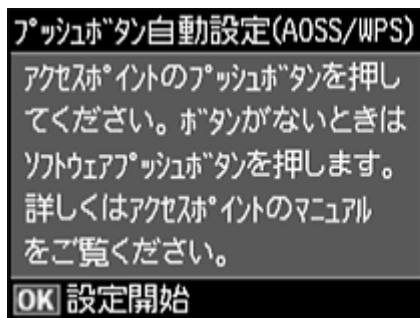 プッシュボタン自動設定(AOSS/WPS)
アクセスポイントのプッシュボタンを押し
てください。ボタンがないときは
ソフトウェアプッシュボタンを押します。
詳しくはアクセスポイントのマニュアル
をご覧ください。
OK 設定開始